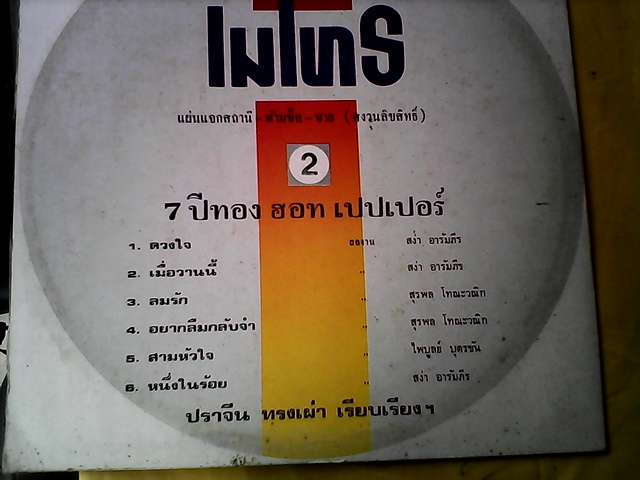 เมโทร
แผ่นแจกสถานี - ห้ามซื้อ - ขาย (สงวนลิขสิทธิ์)
2
7 ปีทอง ฮอท เปปเปอร์
1. ดวงใจ ผลงาน สง่า อารัมภีร
2. เมื่อวานนี้ " สง่า อารัมภีร
3. ลมรัก " สุรพล โทณะวณิก
4. อยากลืมกลับจำ " สุรพล โทณะวณิก
5. สามหัวใจ " ไพบูลย์ บุตรขัน
6. หนึ่งในร้อย " สง่า อารัมภีร
ปราจีน ทรงเผ่า เรียบเรียงฯ